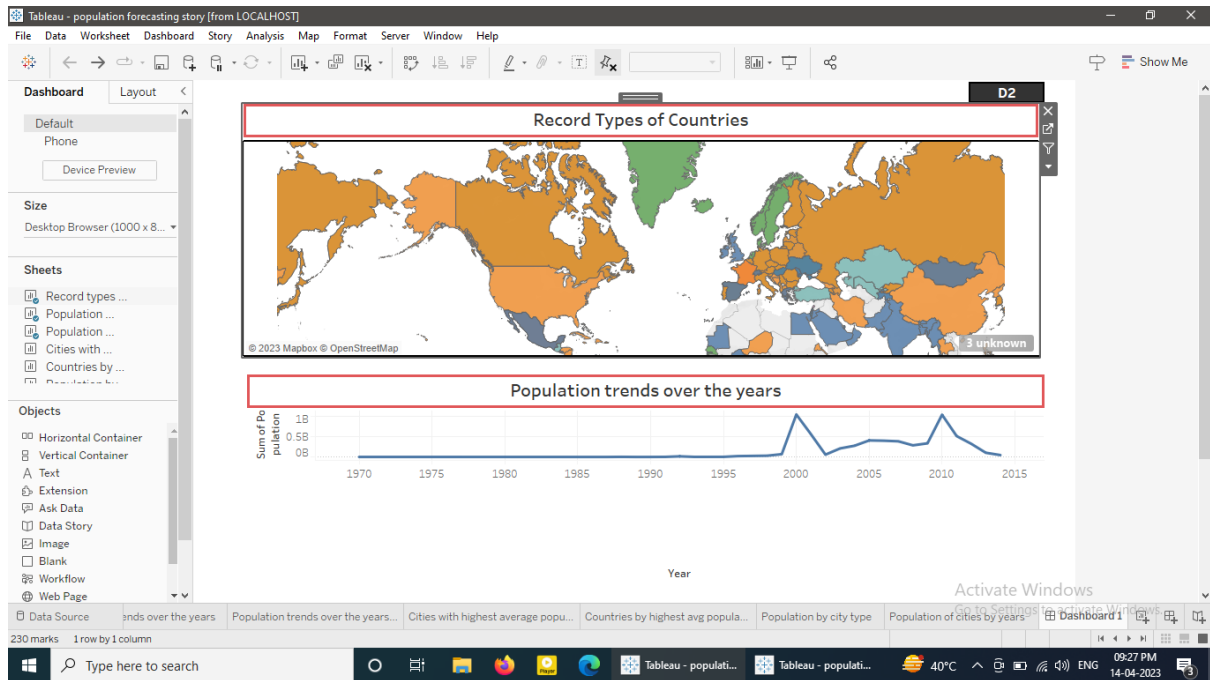 Tableau - population forecasting story [from LOCALHOST]
File Data Worksheet Dashboard Story Analysis Map Format Server Window Help
Show Me
Dashboard Layout
Default
Phone
Device Preview
Size
Desktop Browser (1000 x 8...
Sheets
Record types ...
Population ...
Population ...
Cities with ...
Countries by ...
Objects
Horizontal Container
Vertical Container
A Text
Extension
Ask Data
Data Story
Image
Blank
Workflow
Web Page
D2
Record Types of Countries
© 2023 Mapbox © OpenStreetMap
3 unknown
Population trends over the years
Sum of Po
pulation
1B
0.5B
0B
1970 1975 1980 1985 1990 1995 2000 2005 2010 2015
Year
Activate Windows
Go to Settings to activate Windows.
Data Source ends over the years Population trends over the years... Cities with highest average popu... Countries by highest avg popula... Population by city type Population of cities by years Dashboard 1
230 marks 1 row by 1 column
Type here to search
Player
Tableau - populati... Tableau - populati...
40°C
ENG
09:27 PM
14-04-2023
3